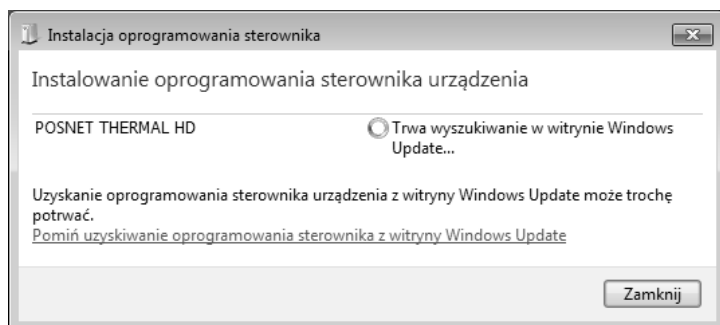 Instalacja oprogramowania sterownika
Instalowanie oprogramowania sterownika urządzenia
POSNET THERMAL HD
Trwa wyszukiwanie w witrynie Windows
Update...
Uzyskanie oprogramowania sterownika urządzenia z witryny Windows Update może trochę
potrwać.
Pomiń uzyskiwanie oprogramowania sterownika z witryny Windows Update
Zamknij